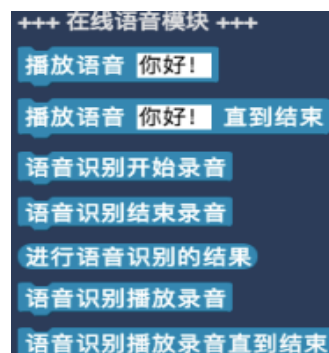 +++ 在线语音模块 +++
播放语音 你好！
播放语音 你好！ 直到结束
语音识别开始录音
语音识别结束录音
进行语音识别的结果
语音识别播放录音
语音识别播放录音直到结束